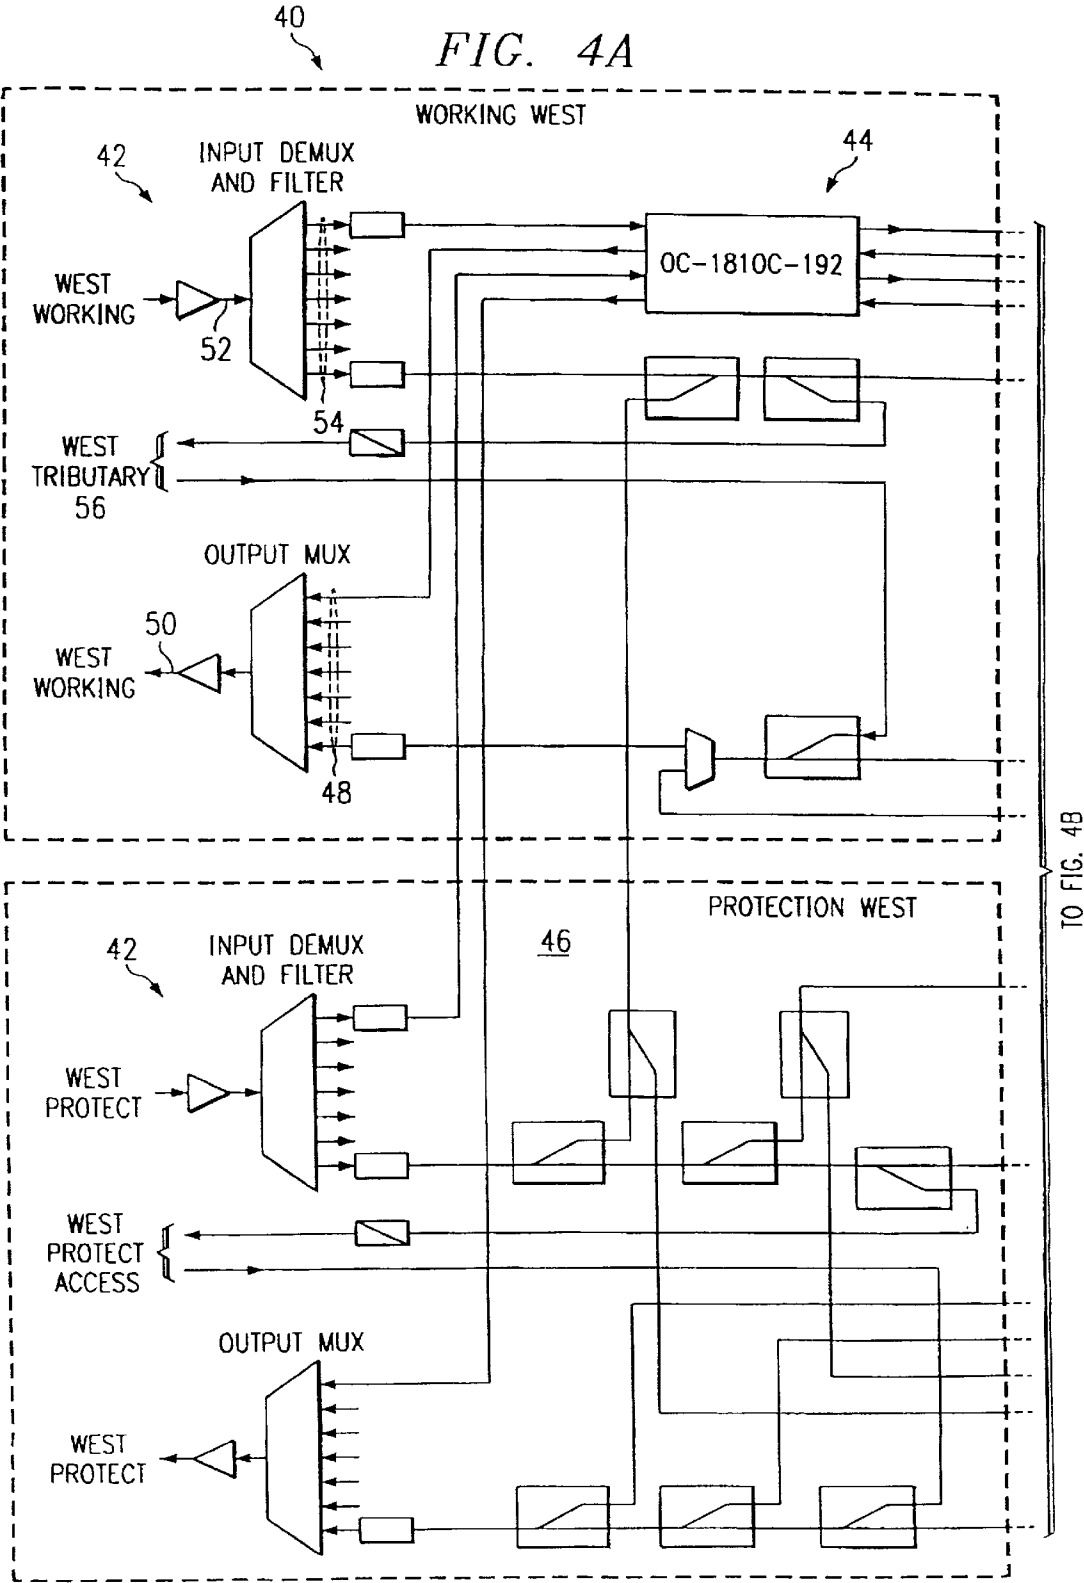 40
FIG. 4A
WORKING WEST
42
INPUT DEMUX
AND FILTER
44
WEST
WORKING
52
OC-1810C-192
54
WEST
TRIBUTARY
56
OUTPUT MUX
50
WEST
WORKING
48
TO FIG. 4B
PROTECTION WEST
42
INPUT DEMUX
AND FILTER
46
WEST
PROTECT
WEST
PROTECT
ACCESS
OUTPUT MUX
WEST
PROTECT